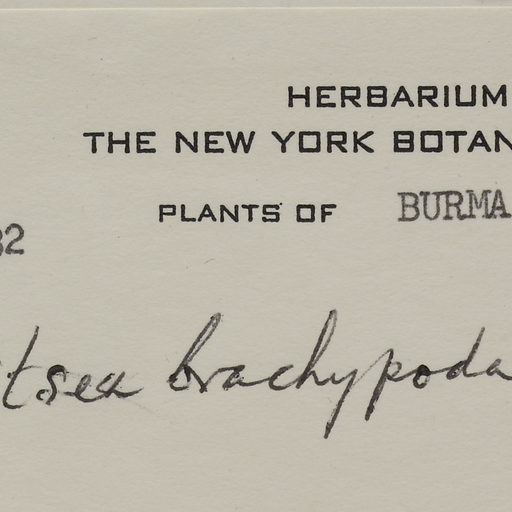 HERBARIUM
THE NEW YORK BOTAN
PLANTS OF BURMA
32
tsea brachypoda